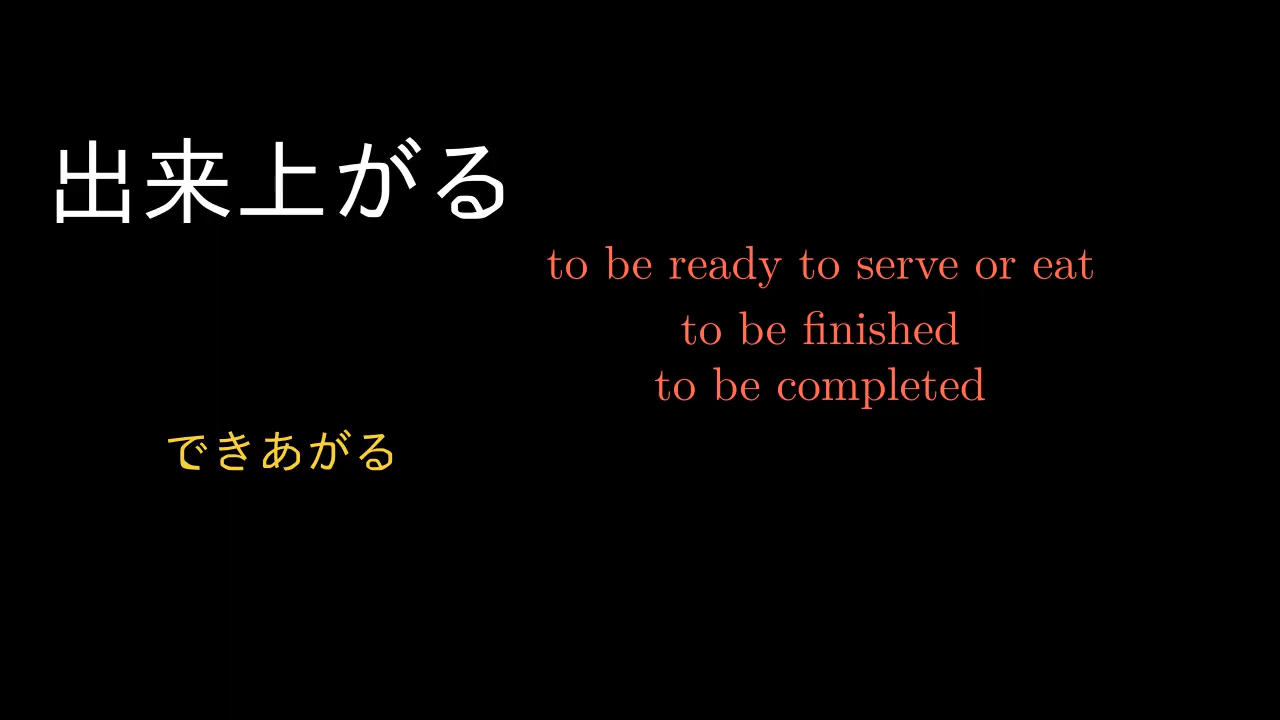 出来上がる
to be ready to serve or eat
to be finished
to be completed
できあがる